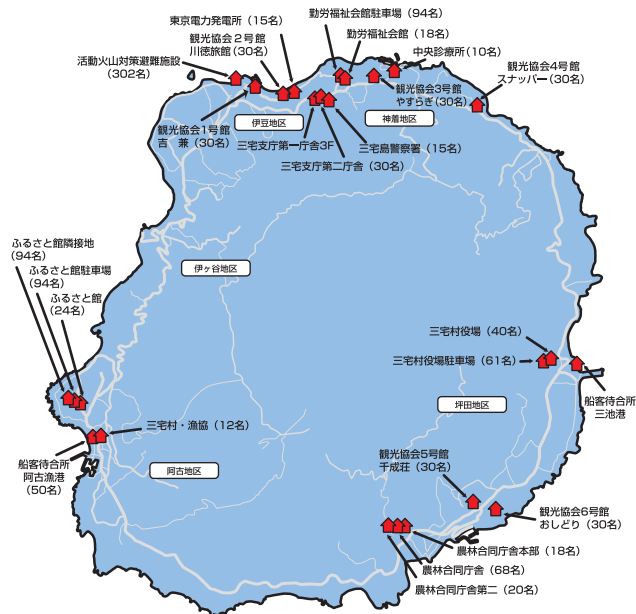 東京電力発電所（15名）
勤労福祉会館駐車場（94名）
勤労福祉会館（18名）
中央診療所（10名）
観光協会２号館
川徳旅館（30名）
活動火山対策避難施設
（302名）
観光協会4号館
スナッパー（30名）
観光協会3号館
やすらぎ（30名）
観光協会1号館
吉　兼（30名）
伊豆地区
神着地区
三宅支庁第一庁舎3F
三宅島警察署（15名）
三宅支庁第二庁舎（30名）
ふるさと館隣接地
（94名）
ふるさと館駐車場
（94名）
ふるさと館
（24名）
伊ヶ谷地区
三宅村役場（40名）
三宅村役場駐車場（61名）
船客待合所
三池港
坪田地区
三宅村・漁協（12名）
船客待合所
阿古漁港
（50名）
阿古地区
観光協会5号館
千成荘（30名）
観光協会6号館
おしどり（30名）
農林合同庁舎本部（18名）
農林合同庁舎（68名）
農林合同庁舎第二（20名）